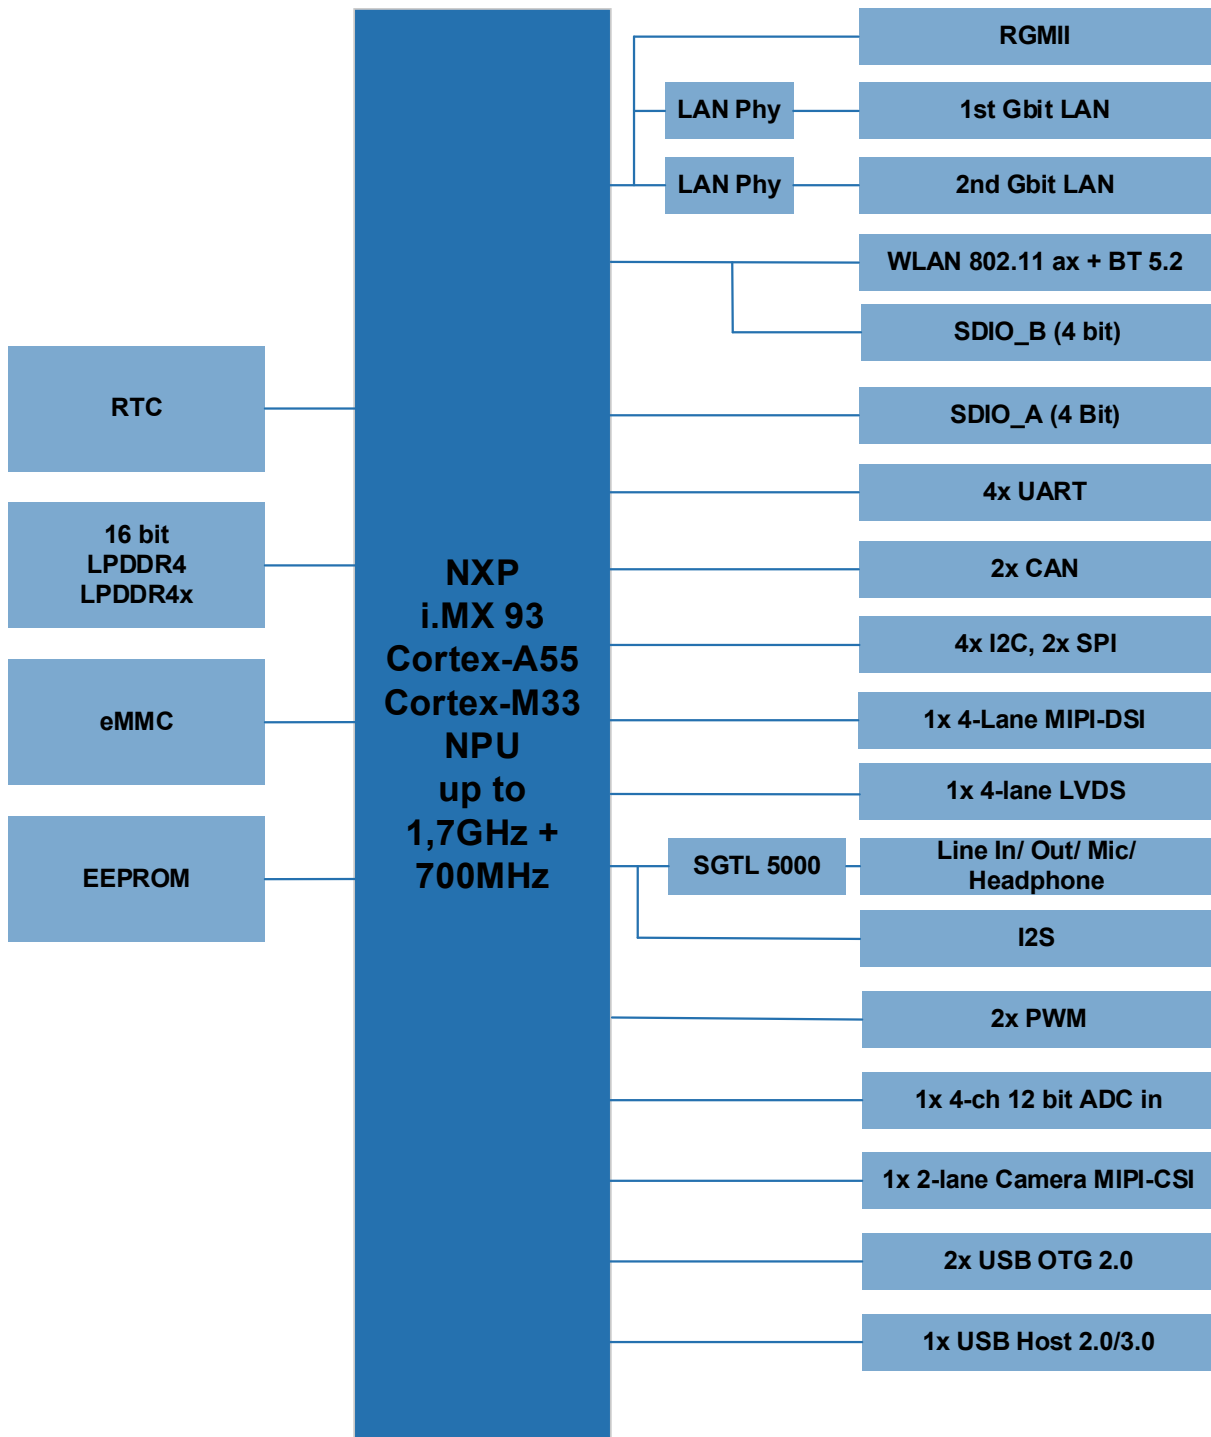 RTC
16 bit
LPDDR4
LPDDR4x
eMMC
EEPROM
NXP
i.MX 93
Cortex-A55
Cortex-M33
NPU
up to
1,7GHz +
700MHz
RGMII
LAN Phy
1st Gbit LAN
LAN Phy
2nd Gbit LAN
WLAN 802.11 ax + BT 5.2
SDIO_B (4 bit)
SDIO_A (4 Bit)
4x UART
2x CAN
4x I2C, 2x SPI
1x 4-Lane MIPI-DSI
1x 4-lane LVDS
SGTL 5000
Line In/ Out/ Mic/
Headphone
I2S
2x PWM
1x 4-ch 12 bit ADC in
1x 2-lane Camera MIPI-CSI
2x USB OTG 2.0
1x USB Host 2.0/3.0